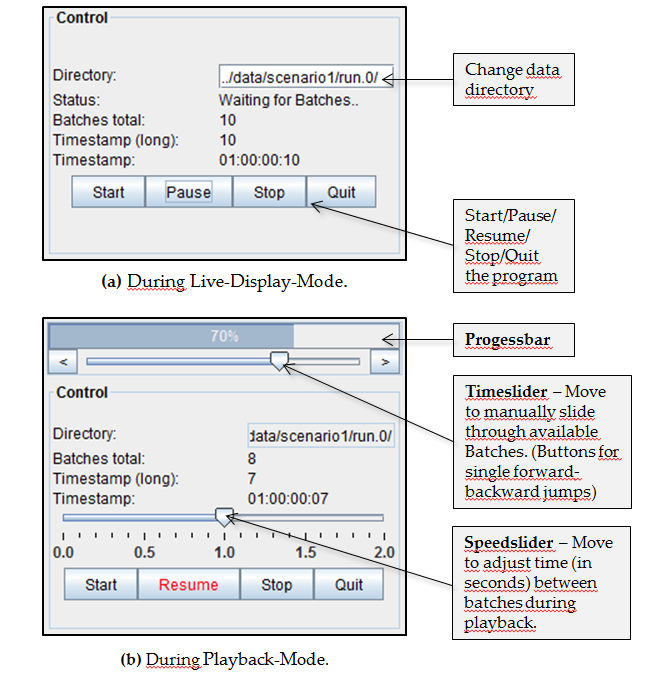 Control
Directory: ../data/scenario1/run.0/
Status: Waiting for Batches..
Batches total: 10
Timestamp (long): 10
Timestamp: 01:00:00:10
Start Pause Stop Quit
Change data
directory
Start/Pause/
Resume/
Stop/Quit
the program
(a) During Live-Display-Mode.
70%
< >
Control
Directory: data/scenario1/run.0/
Batches total: 8
Timestamp (long): 7
Timestamp: 01:00:00:07
0.0 0.5 1.0 1.5 2.0
Start Resume Stop Quit
Progessbar
Timeslider – Move
to manually slide
through available
Batches. (Buttons for
single forward-
backward jumps)
Speedslider – Move
to adjust time (in
seconds) between
batches during
playback.
(b) During Playback-Mode.